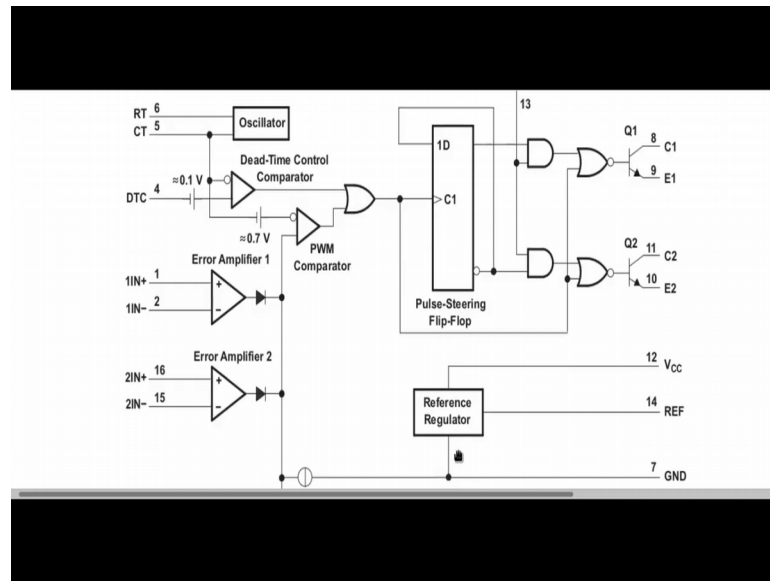 13
RT 6
CT 5
Oscillator
Dead-Time Control
Comparator
≈0.1 V
DTC 4
≈0.7 V
PWM
Comparator
1D
C1
Pulse-Steering
Flip-Flop
Q1
8 C1
9 E1
Q2
11 C2
10 E2
Error Amplifier 1
1IN+ 1
+
1IN− 2
−
Error Amplifier 2
2IN+ 16
+
2IN− 15
−
Reference
Regulator
12 VCC
14 REF
7 GND